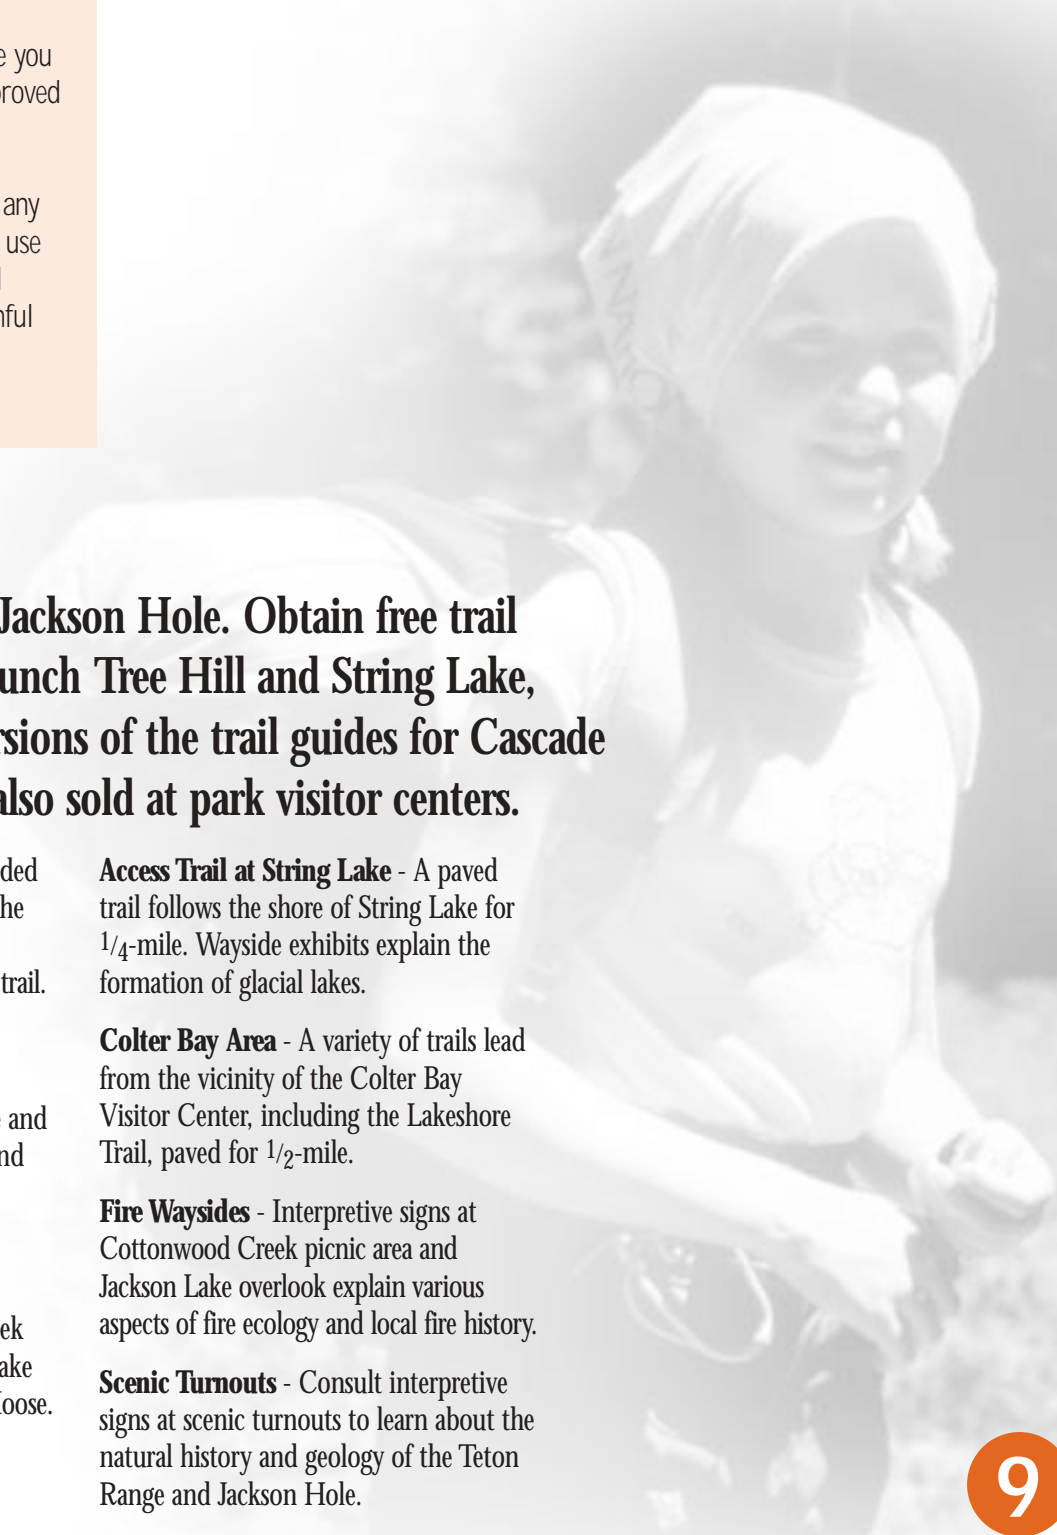 e you
proved
any
use
nful
Jackson Hole. Obtain free trail
unch Tree Hill and String Lake,
rsions of the trail guides for Cascade
also sold at park visitor centers.
ded
he
trail.
and
nd
ek
ake
oose.
Access Trail at String Lake - A paved
trail follows the shore of String Lake for
1/4-mile. Wayside exhibits explain the
formation of glacial lakes.
Colter Bay Area - A variety of trails lead
from the vicinity of the Colter Bay
Visitor Center, including the Lakeshore
Trail, paved for 1/2-mile.
Fire Waysides - Interpretive signs at
Cottonwood Creek picnic area and
Jackson Lake overlook explain various
aspects of fire ecology and local fire history.
Scenic Turnouts - Consult interpretive
signs at scenic turnouts to learn about the
natural history and geology of the Teton
Range and Jackson Hole.
9